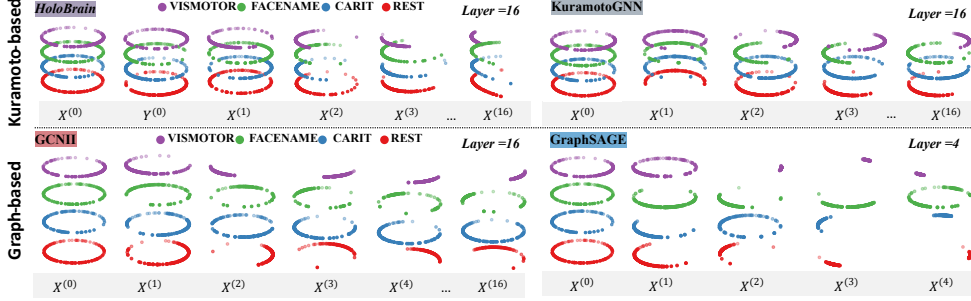 Kuramoto-based
HoloBrain
VISMOTOR FACENAME CARIT REST
Layer =16
X^(0) Y^(0) X^(1) X^(2) X^(3) ... X^(16)
KuramotoGNN
Layer =16
X^(0) X^(1) X^(2) X^(3) ... X^(16)
Graph-based
GCNII
VISMOTOR FACENAME CARIT REST
Layer =16
X^(0) X^(1) X^(2) X^(3) X^(4) ... X^(16)
GraphSAGE
Layer =4
X^(0) X^(1) X^(2) X^(3) X^(4)